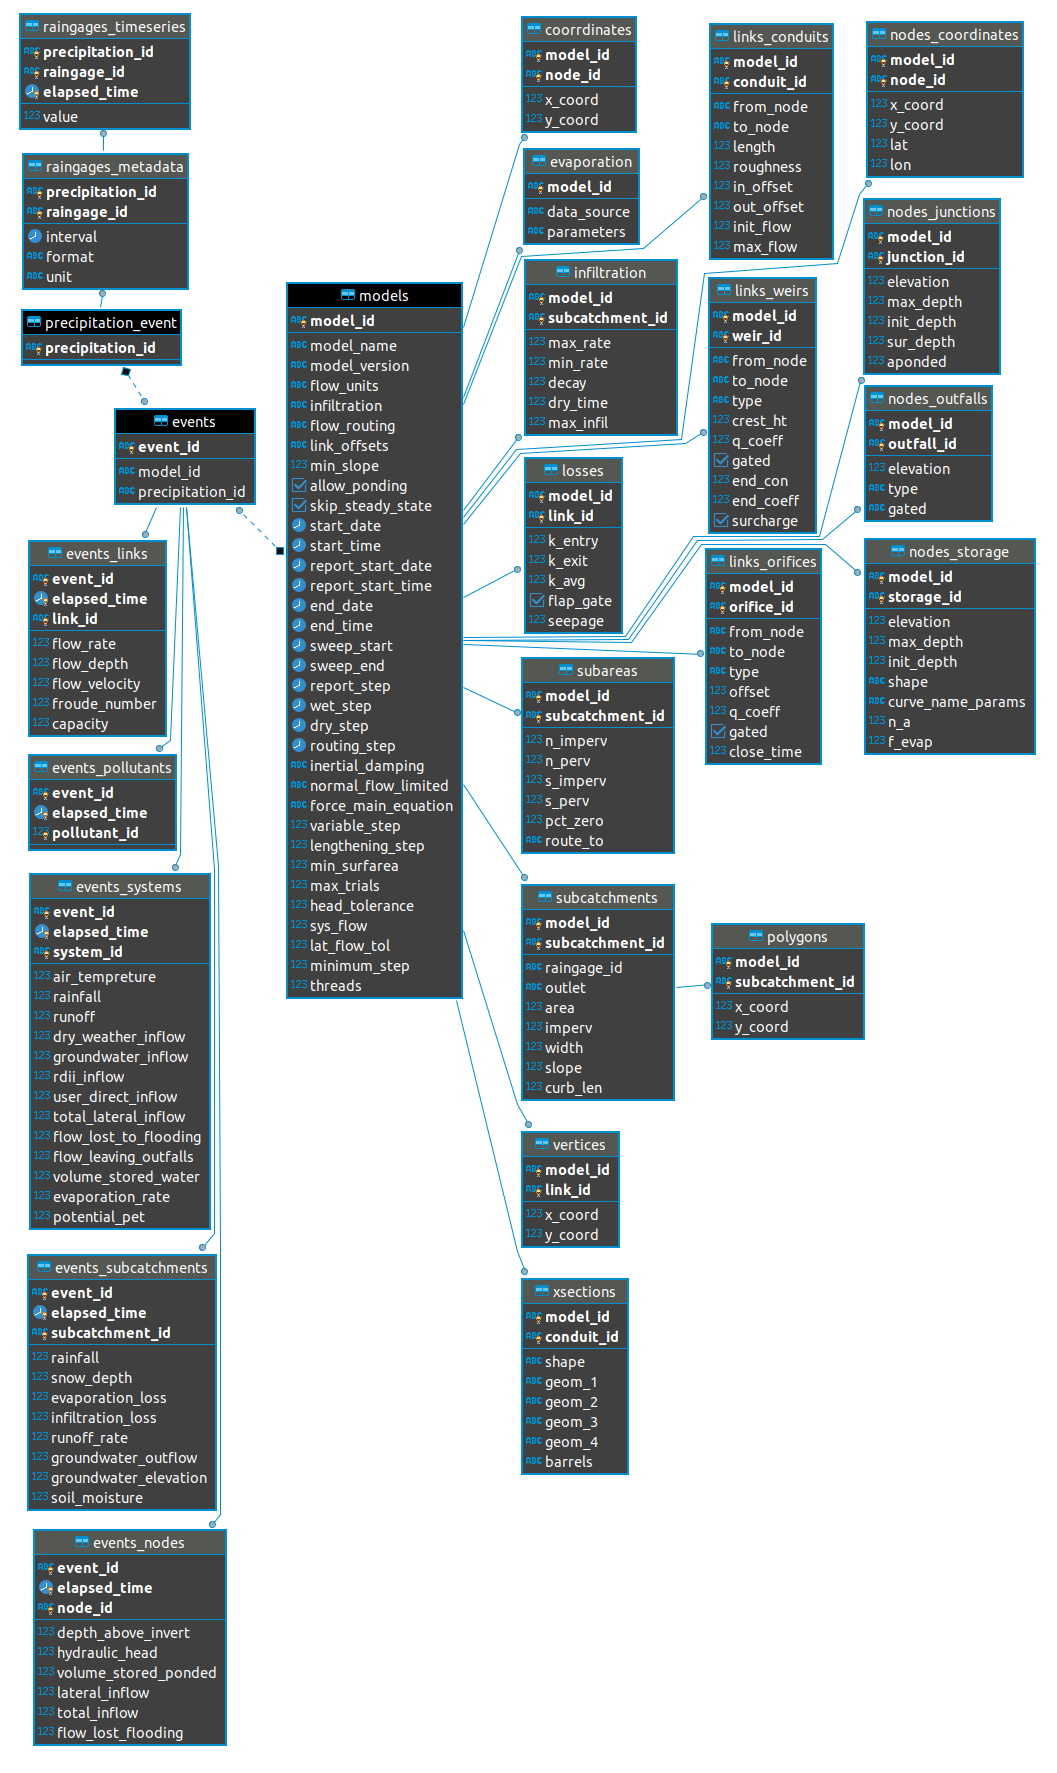 raingages_timeseries
precipitation_id
raingage_id
elapsed_time
value
raingages_metadata
precipitation_id
raingage_id
interval
format
unit
precipitation_event
precipitation_id
events
event_id
model_id
precipitation_id
events_links
event_id
elapsed_time
link_id
flow_rate
flow_depth
flow_velocity
froude_number
capacity
events_pollutants
event_id
elapsed_time
pollutant_id
events_systems
event_id
elapsed_time
system_id
air_tempreture
rainfall
runoff
dry_weather_inflow
groundwater_inflow
rdii_inflow
user_direct_inflow
total_lateral_inflow
flow_lost_to_flooding
flow_leaving_outfalls
volume_stored_water
evaporation_rate
potential_pet
events_subcatchments
event_id
elapsed_time
subcatchment_id
rainfall
snow_depth
evaporation_loss
infiltration_loss
runoff_rate
groundwater_outflow
groundwater_elevation
soil_moisture
events_nodes
event_id
elapsed_time
node_id
depth_above_invert
hydraulic_head
volume_stored_ponded
lateral_inflow
total_inflow
flow_lost_flooding
models
model_id
model_name
model_version
flow_units
infiltration
flow_routing
link_offsets
min_slope
allow_ponding
skip_steady_state
start_date
start_time
report_start_date
report_start_time
end_date
end_time
sweep_start
sweep_end
report_step
wet_step
dry_step
routing_step
inertial_damping
normal_flow_limited
force_main_equation
variable_step
lengthening_step
min_surfarea
max_trials
head_tolerance
sys_flow
lat_flow_tol
minimum_step
threads
coorrdinates
model_id
node_id
x_coord
y_coord
evaporation
model_id
data_source
parameters
infiltration
model_id
subcatchment_id
max_rate
min_rate
decay
dry_time
max_infil
losses
model_id
link_id
k_entry
k_exit
k_avg
flap_gate
seepage
subareas
model_id
subcatchment_id
n_imperv
n_perv
s_imperv
s_perv
pct_zero
route_to
subcatchments
model_id
subcatchment_id
raingage_id
outlet
area
imperv
width
slope
curb_len
vertices
model_id
link_id
x_coord
y_coord
xsections
model_id
conduit_id
shape
geom_1
geom_2
geom_3
geom_4
barrels
links_conduits
model_id
conduit_id
from_node
to_node
length
roughness
in_offset
out_offset
init_flow
max_flow
links_weirs
model_id
weir_id
from_node
to_node
type
crest_ht
q_coeff
gated
end_con
end_coeff
surcharge
links_orifices
model_id
orifice_id
from_node
to_node
type
offset
q_coeff
gated
close_time
polygons
model_id
subcatchment_id
x_coord
y_coord
nodes_coordinates
model_id
node_id
x_coord
y_coord
lat
lon
nodes_junctions
model_id
junction_id
elevation
max_depth
init_depth
sur_depth
aponded
nodes_outfalls
model_id
outfall_id
elevation
type
gated
nodes_storage
model_id
storage_id
elevation
max_depth
init_depth
shape
curve_name_params
n_a
f_evap